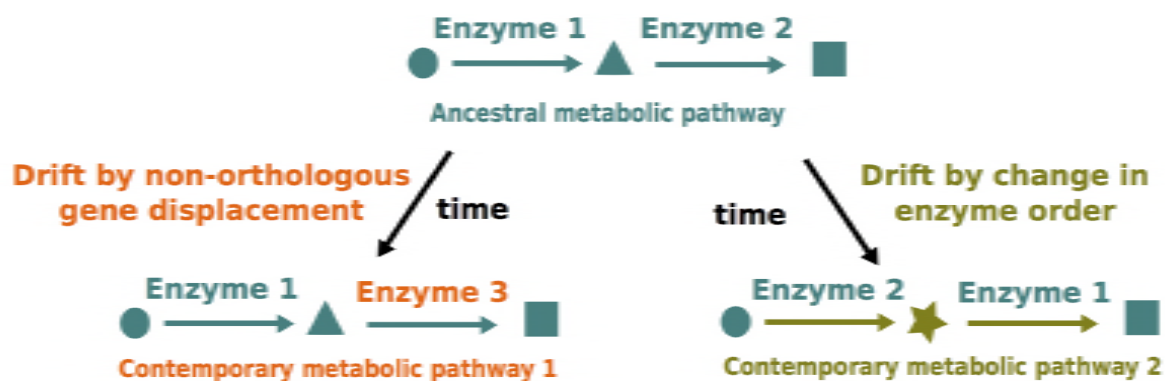 Enzyme 1 Enzyme 2
Ancestral metabolic pathway
Drift by non-orthologous
gene displacement
time
time
Drift by change in
enzyme order
Enzyme 1 Enzyme 3
Contemporary metabolic pathway 1
Enzyme 2 Enzyme 1
Contemporary metabolic pathway 2